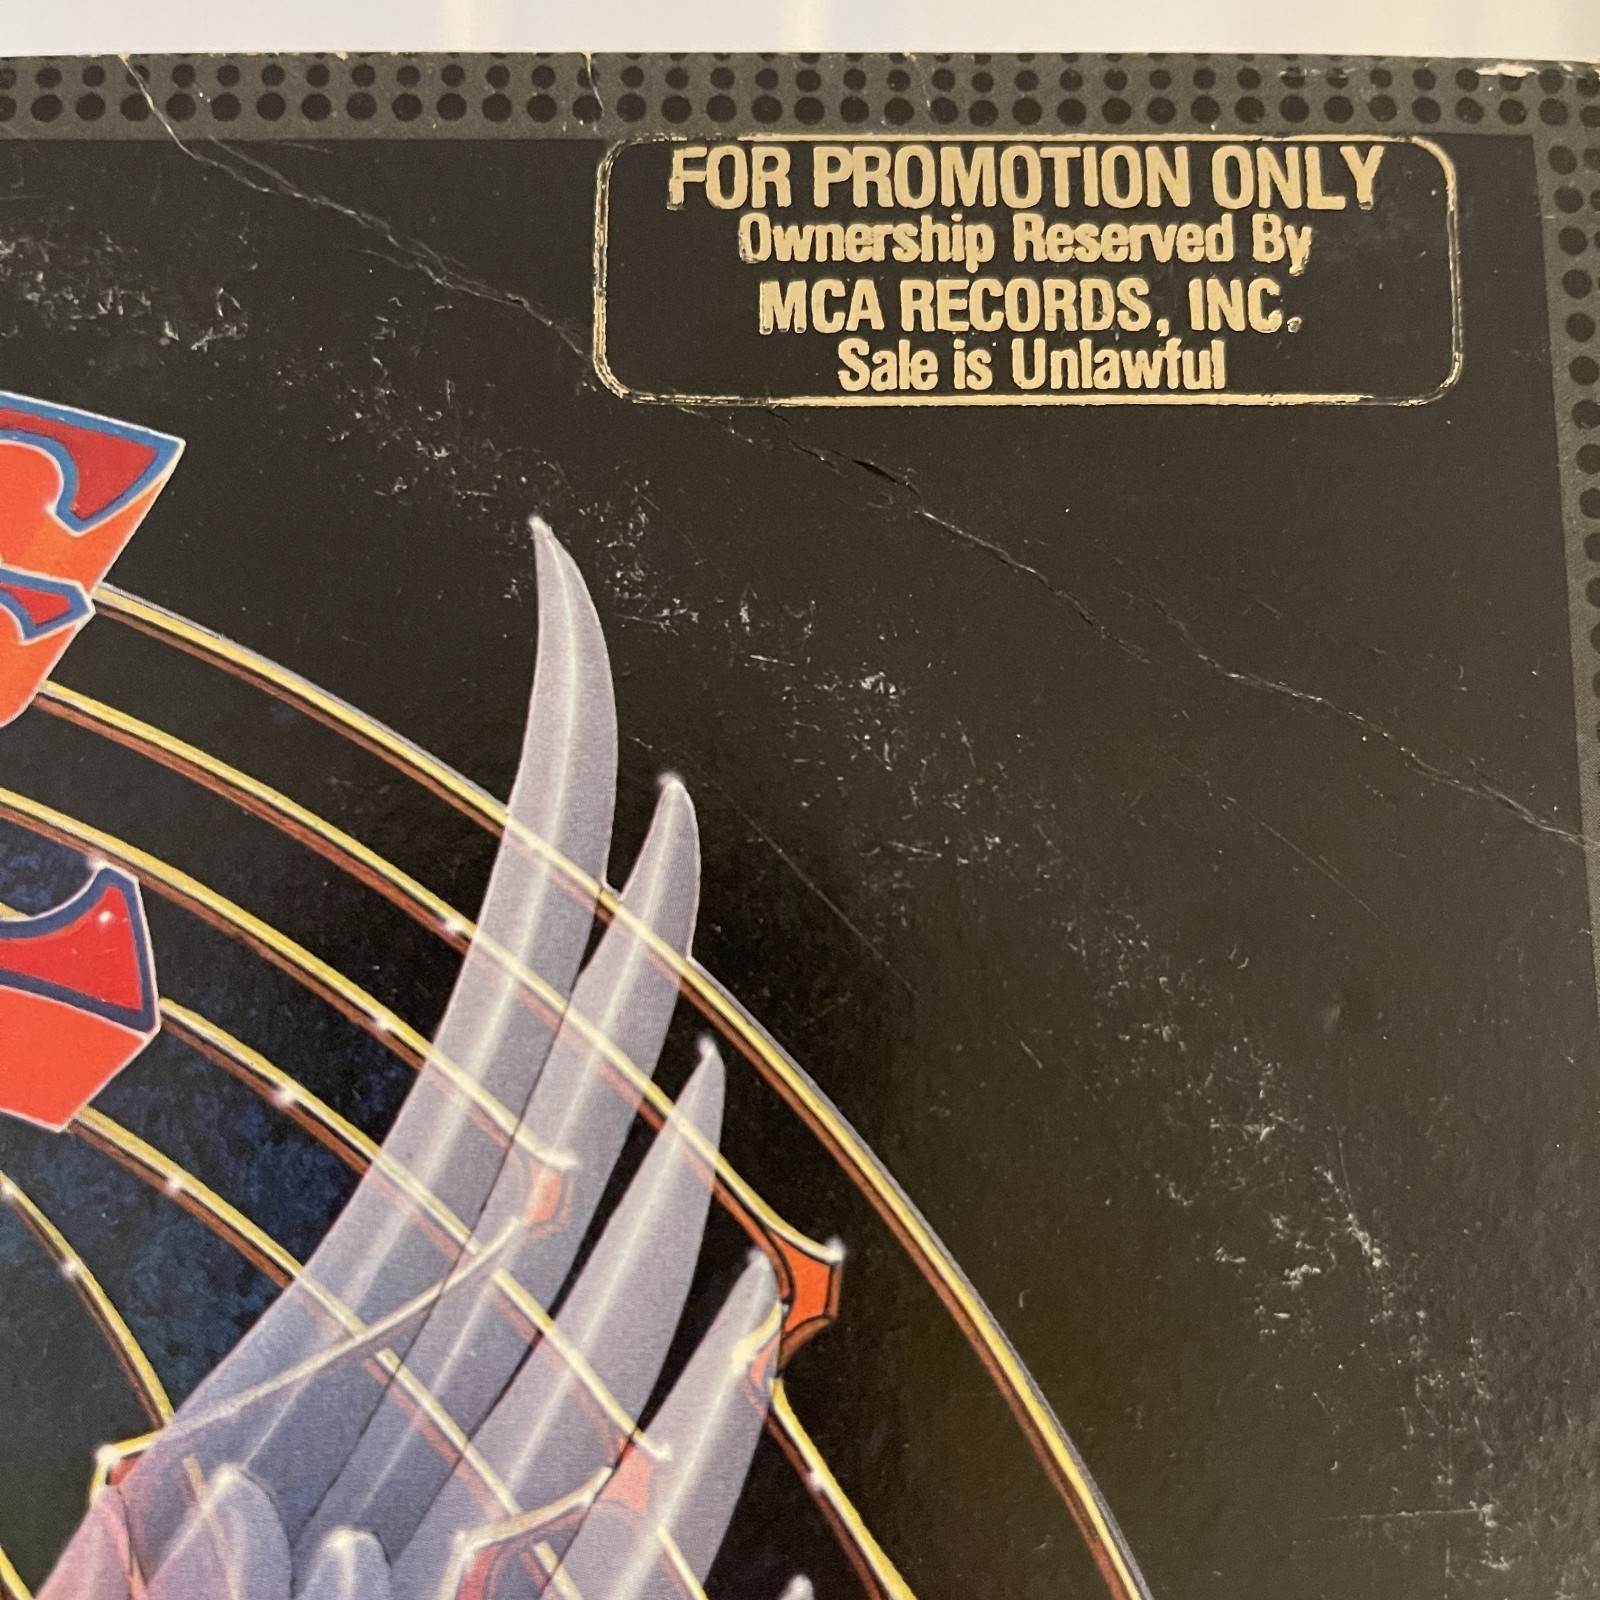 FOR PROMOTION ONLY
Ownership Reserved By
MCA RECORDS, INC.
Sale is Unlawful